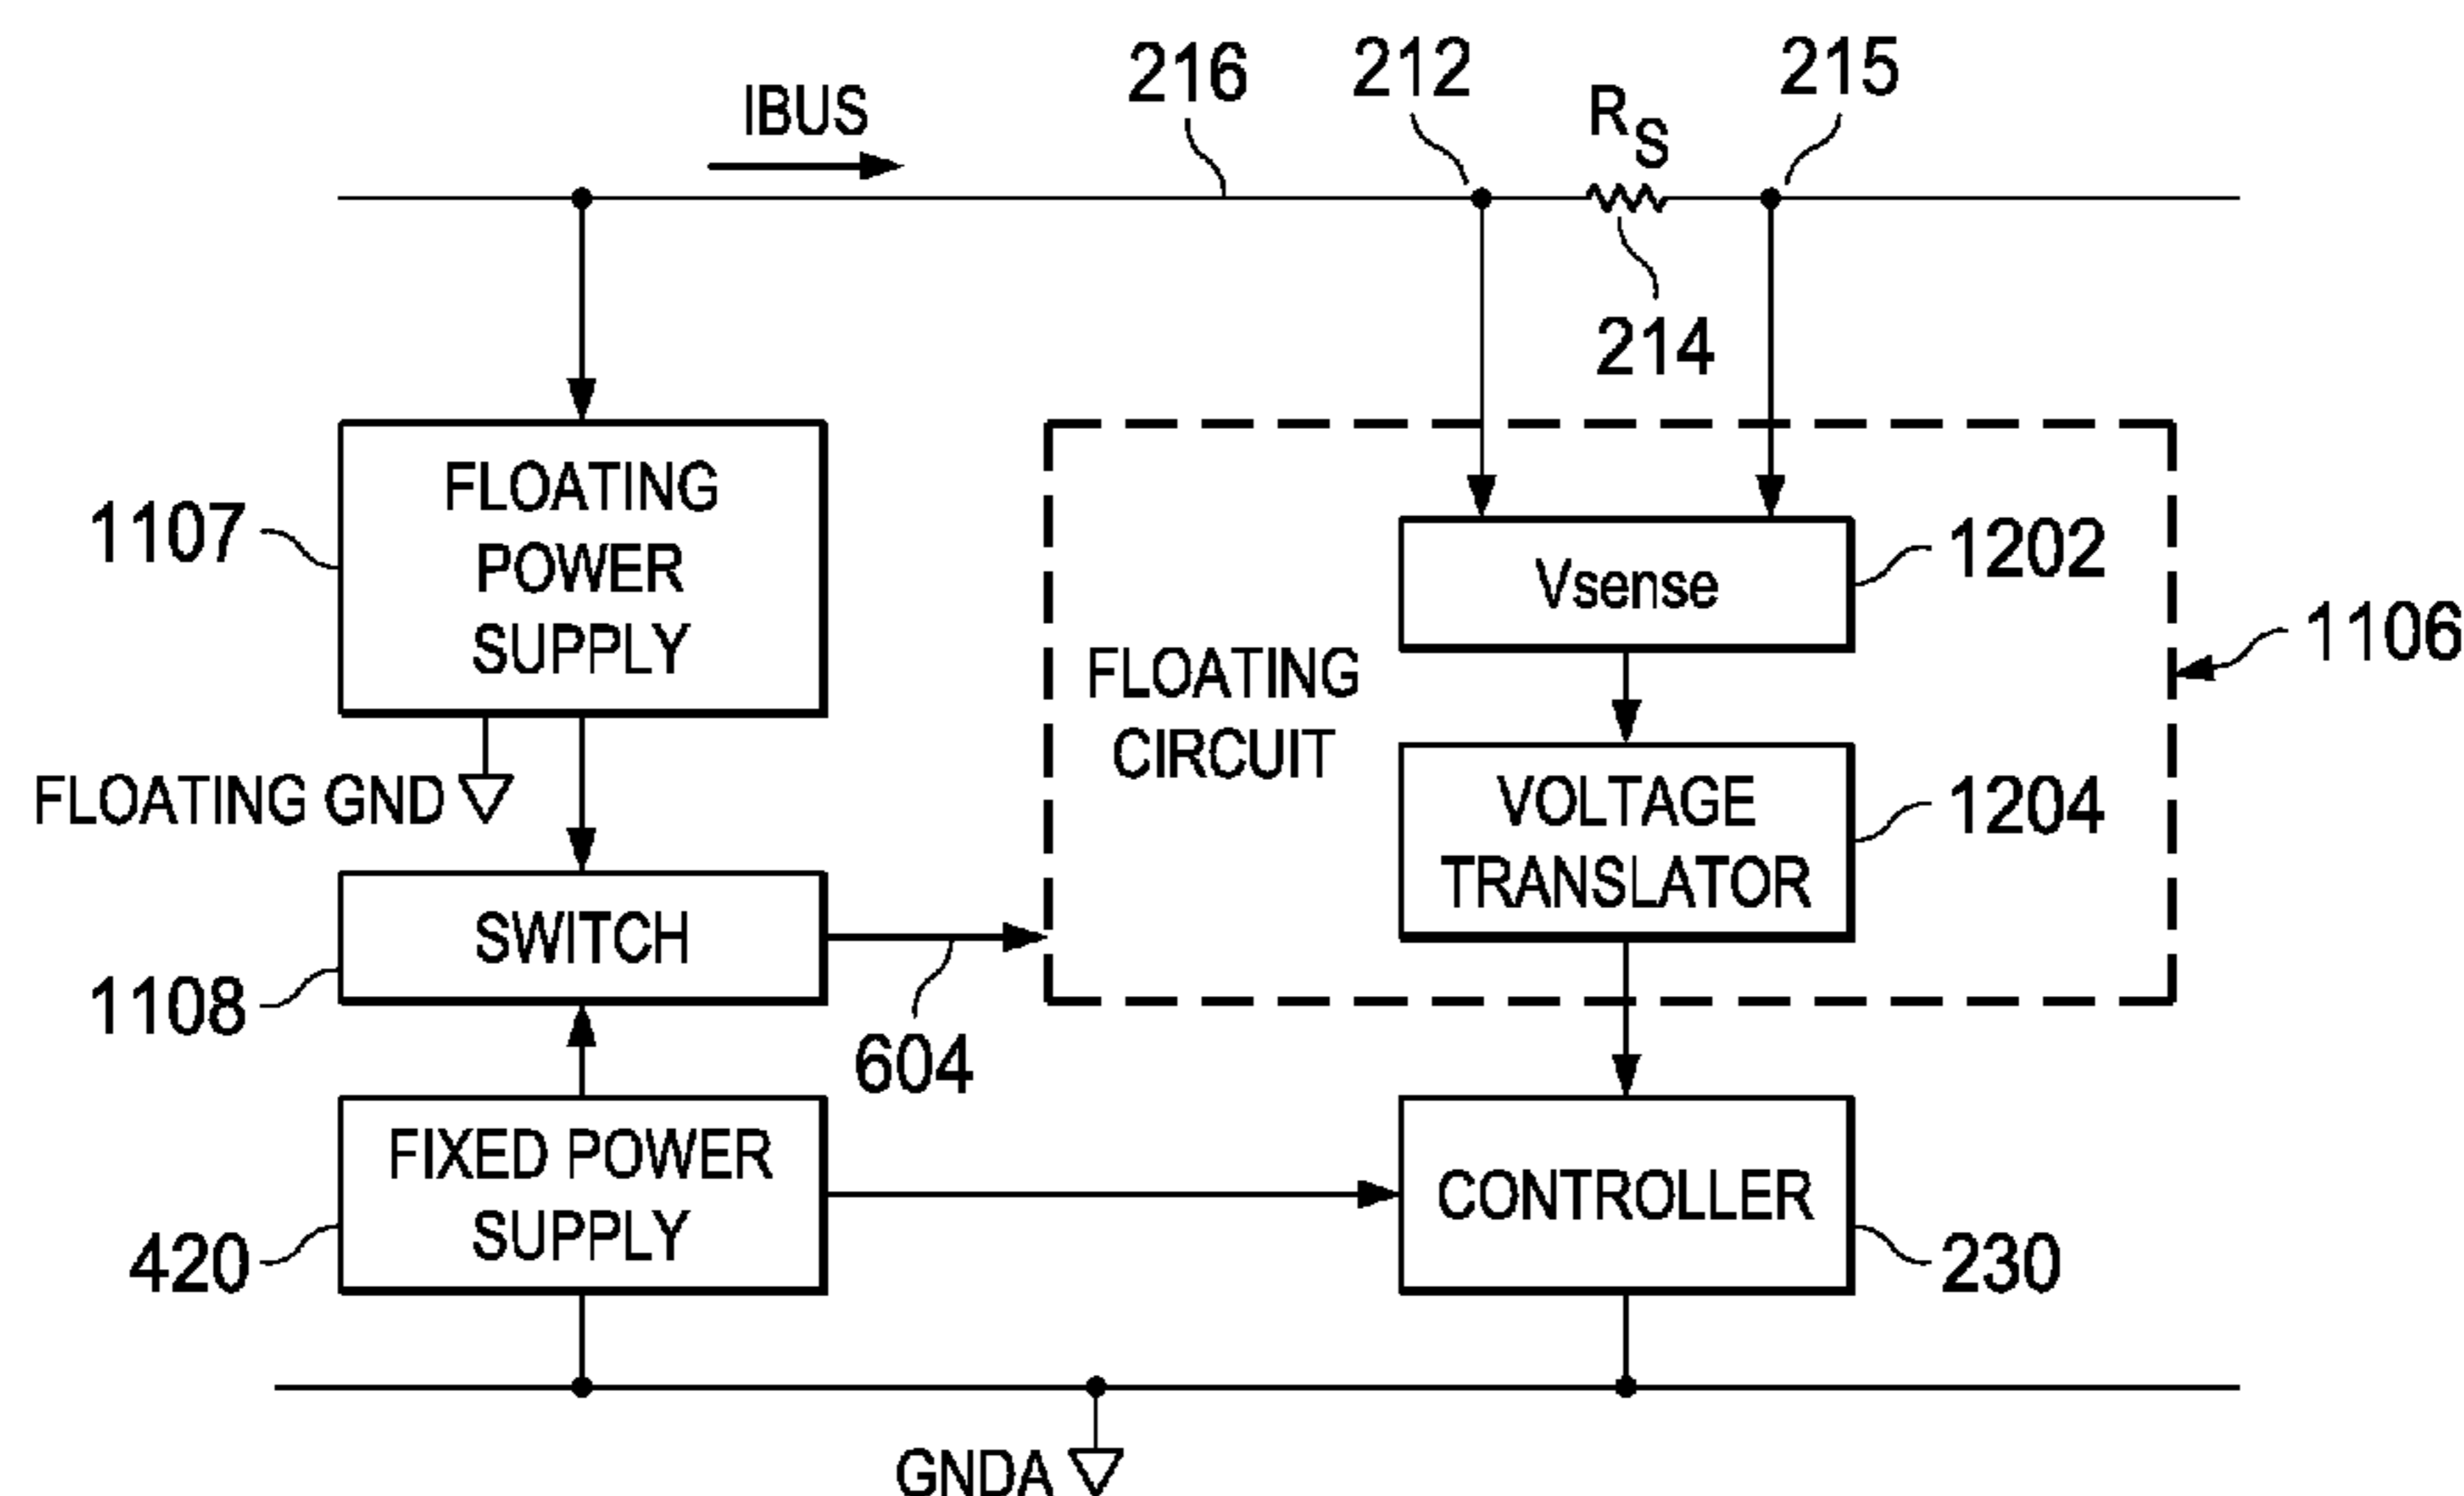 216
212
215
IBUS
RS
214
FLOATING
POWER
SUPPLY
1107
Vsense
1202
1106
FLOATING
CIRCUIT
FLOATING GND
VOLTAGE
TRANSLATOR
1204
SWITCH
1108
604
FIXED POWER
SUPPLY
420
CONTROLLER
230
GNDA